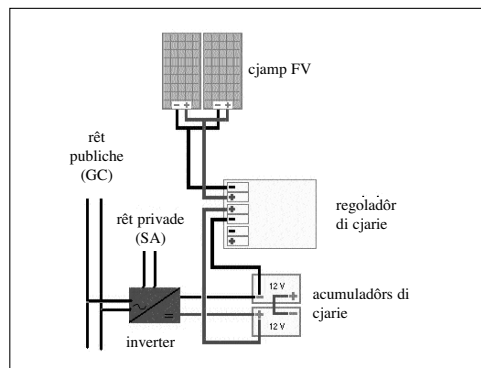 cjamp FV
− + − +
rêt
publiche
(GC)
rêt privade
(SA)
−
+
+
−
−
+
regoladôr
di cjarie
12 V
− +
+ −
12 V
acumuladôrs di
cjarie
~
=
inverter